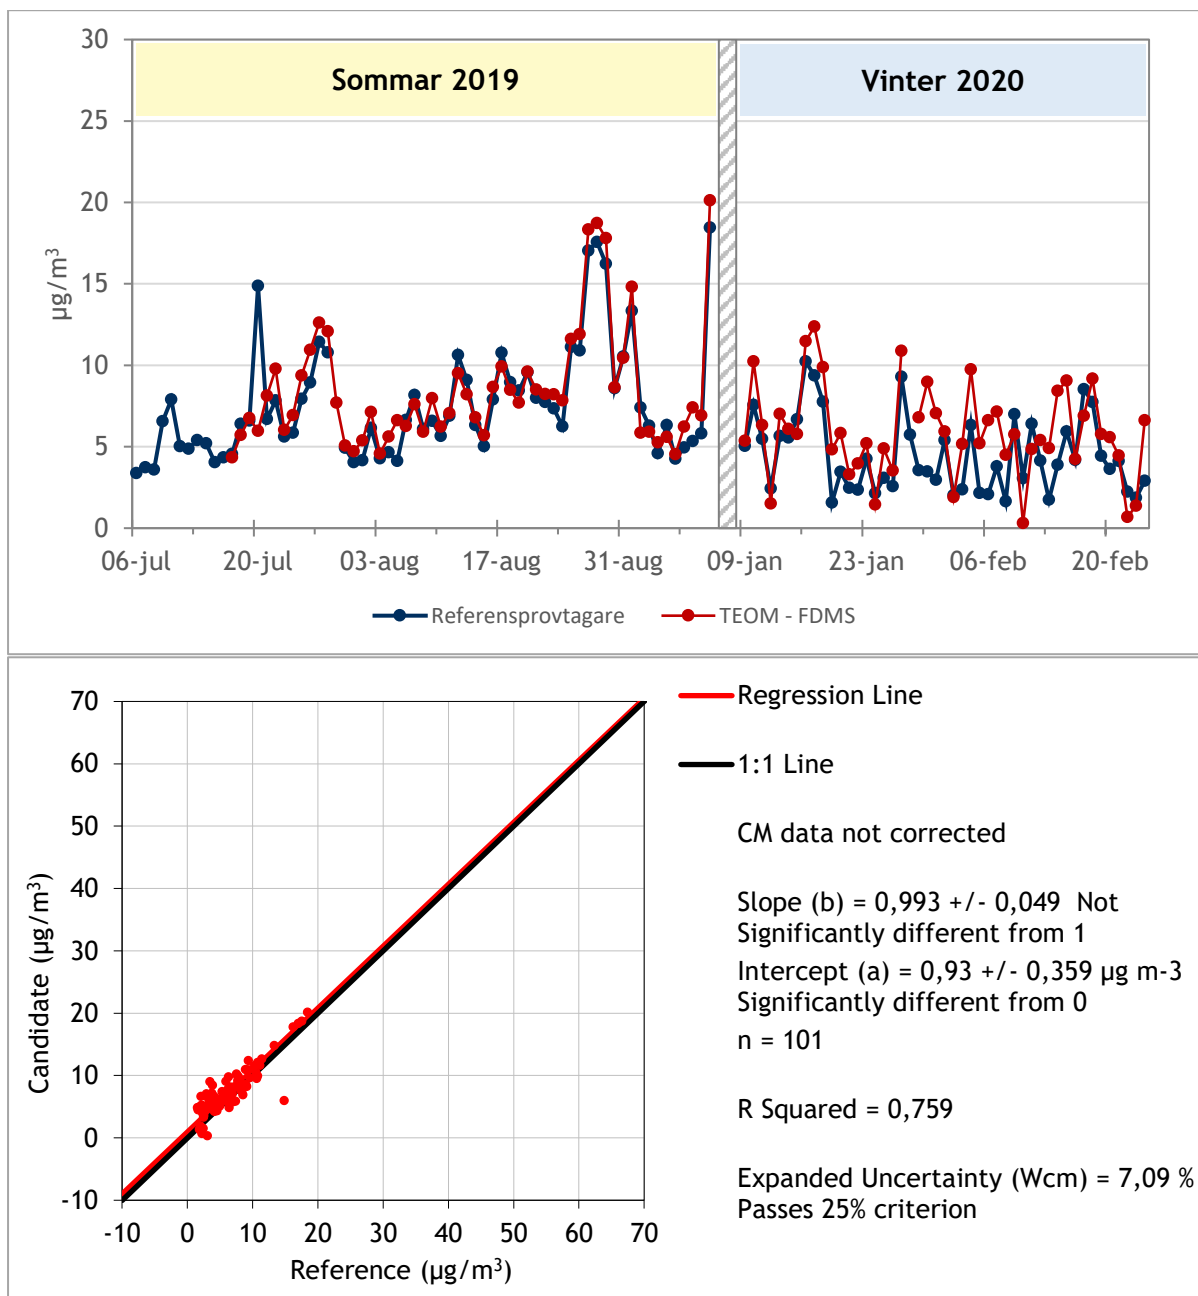 Sommar 2019
Vinter 2020
30
25
20
15
10
5
0
µg/m³
06-jul 20-jul 03-aug 17-aug 31-aug 09-jan 23-jan 06-feb 20-feb
Referensprovtagare TEOM - FDMS
70
60
50
40
30
20
10
0
-10
Candidate (µg/m³)
-10 0 10 20 30 40 50 60 70
Reference (µg/m³)
Regression Line
1:1 Line
CM data not corrected
Slope (b) = 0,993 +/- 0,049 Not
Significantly different from 1
Intercept (a) = 0,93 +/- 0,359 µg m-3
Significantly different from 0
n = 101
R Squared = 0,759
Expanded Uncertainty (Wcm) = 7,09 %
Passes 25% criterion